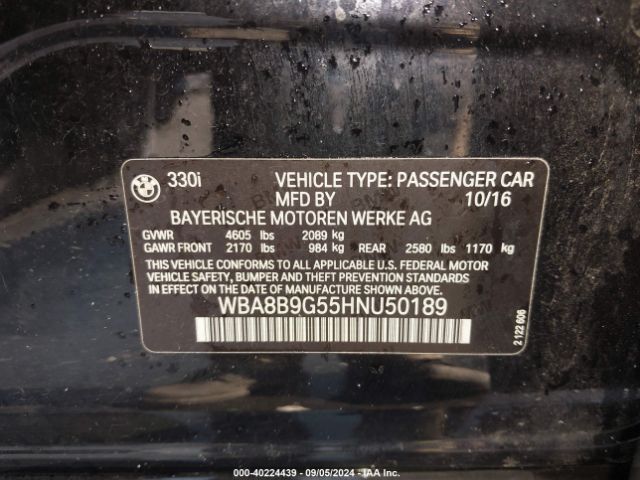 BMW
330i VEHICLE TYPE: PASSENGER CAR
MFD BY 10/16
BAYERISCHE MOTOREN WERKE AG
GVWR 4605 lbs 2089 kg
GAWR FRONT 2170 lbs 984 kg REAR 2580 lbs 1170 kg
THIS VEHICLE CONFORMS TO ALL APPLICABLE U.S. FEDERAL MOTOR
VEHICLE SAFETY, BUMPER AND THEFT PREVENTION STANDARDS
IN EFFECT ON THE DATE OF MANUFACTURE SHOWN ABOVE.
WBA8B9G55HNU50189
2 122 606
000-40224439 - 09/05/2024 - IAA Inc.